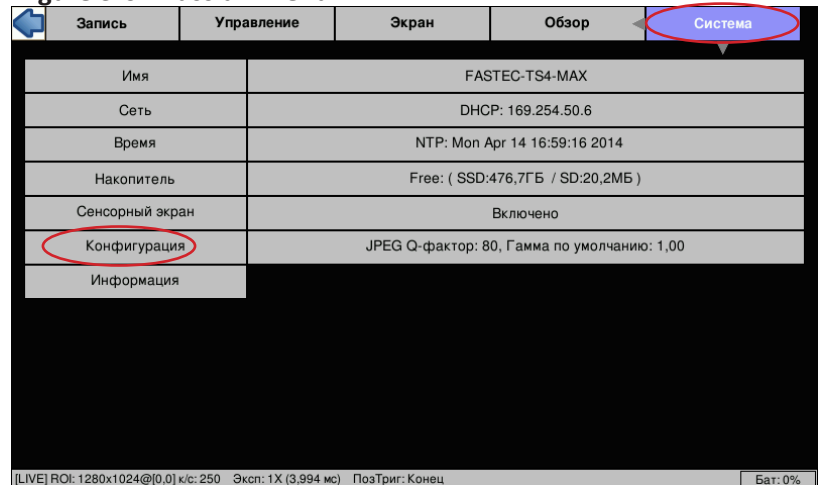 Запись Управление Экран Обзор Система
Имя FASTEC-TS4-MAX
Сеть DHCP: 169.254.50.6
Время NTP: Mon Apr 14 16:59:16 2014
Накопитель Free: ( SSD:476,7ГБ / SD:20,2МБ )
Сенсорный экран Включено
Конфигурация JPEG Q-фактор: 80, Гамма по умолчанию: 1,00
Информация
[LIVE] ROI: 1280x1024@[0,0] к/с: 250 Эксп: 1X (3,994 мс) ПозТриг: Конец Бат: 0%